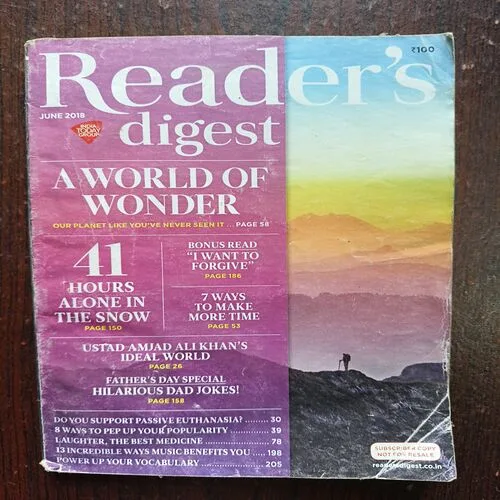 ₹100
Reader's
JUNE 2018
digest
INDIA
TODAY
GROUP
A WORLD OF
WONDER
OUR PLANET LIKE YOU'VE NEVER SEEN IT ... PAGE 58
41
HOURS
ALONE IN
THE SNOW
PAGE 150
BONUS READ
"I WANT TO
FORGIVE"
PAGE 186
7 WAYS
TO MAKE
MORE TIME
PAGE 53
USTAD AMJAD ALI KHAN'S
IDEAL WORLD
PAGE 26
FATHER'S DAY SPECIAL
HILARIOUS DAD JOKES!
PAGE 158
DO YOU SUPPORT PASSIVE EUTHANASIA? ......... 30
8 WAYS TO PEP UP YOUR POPULARITY ............ 39
LAUGHTER, THE BEST MEDICINE .................... 78
13 INCREDIBLE WAYS MUSIC BENEFITS YOU .... 198
POWER UP YOUR VOCABULARY .................... 205
SUBSCRIBER COPY
NOT FOR RESALE
readersdigest.co.in